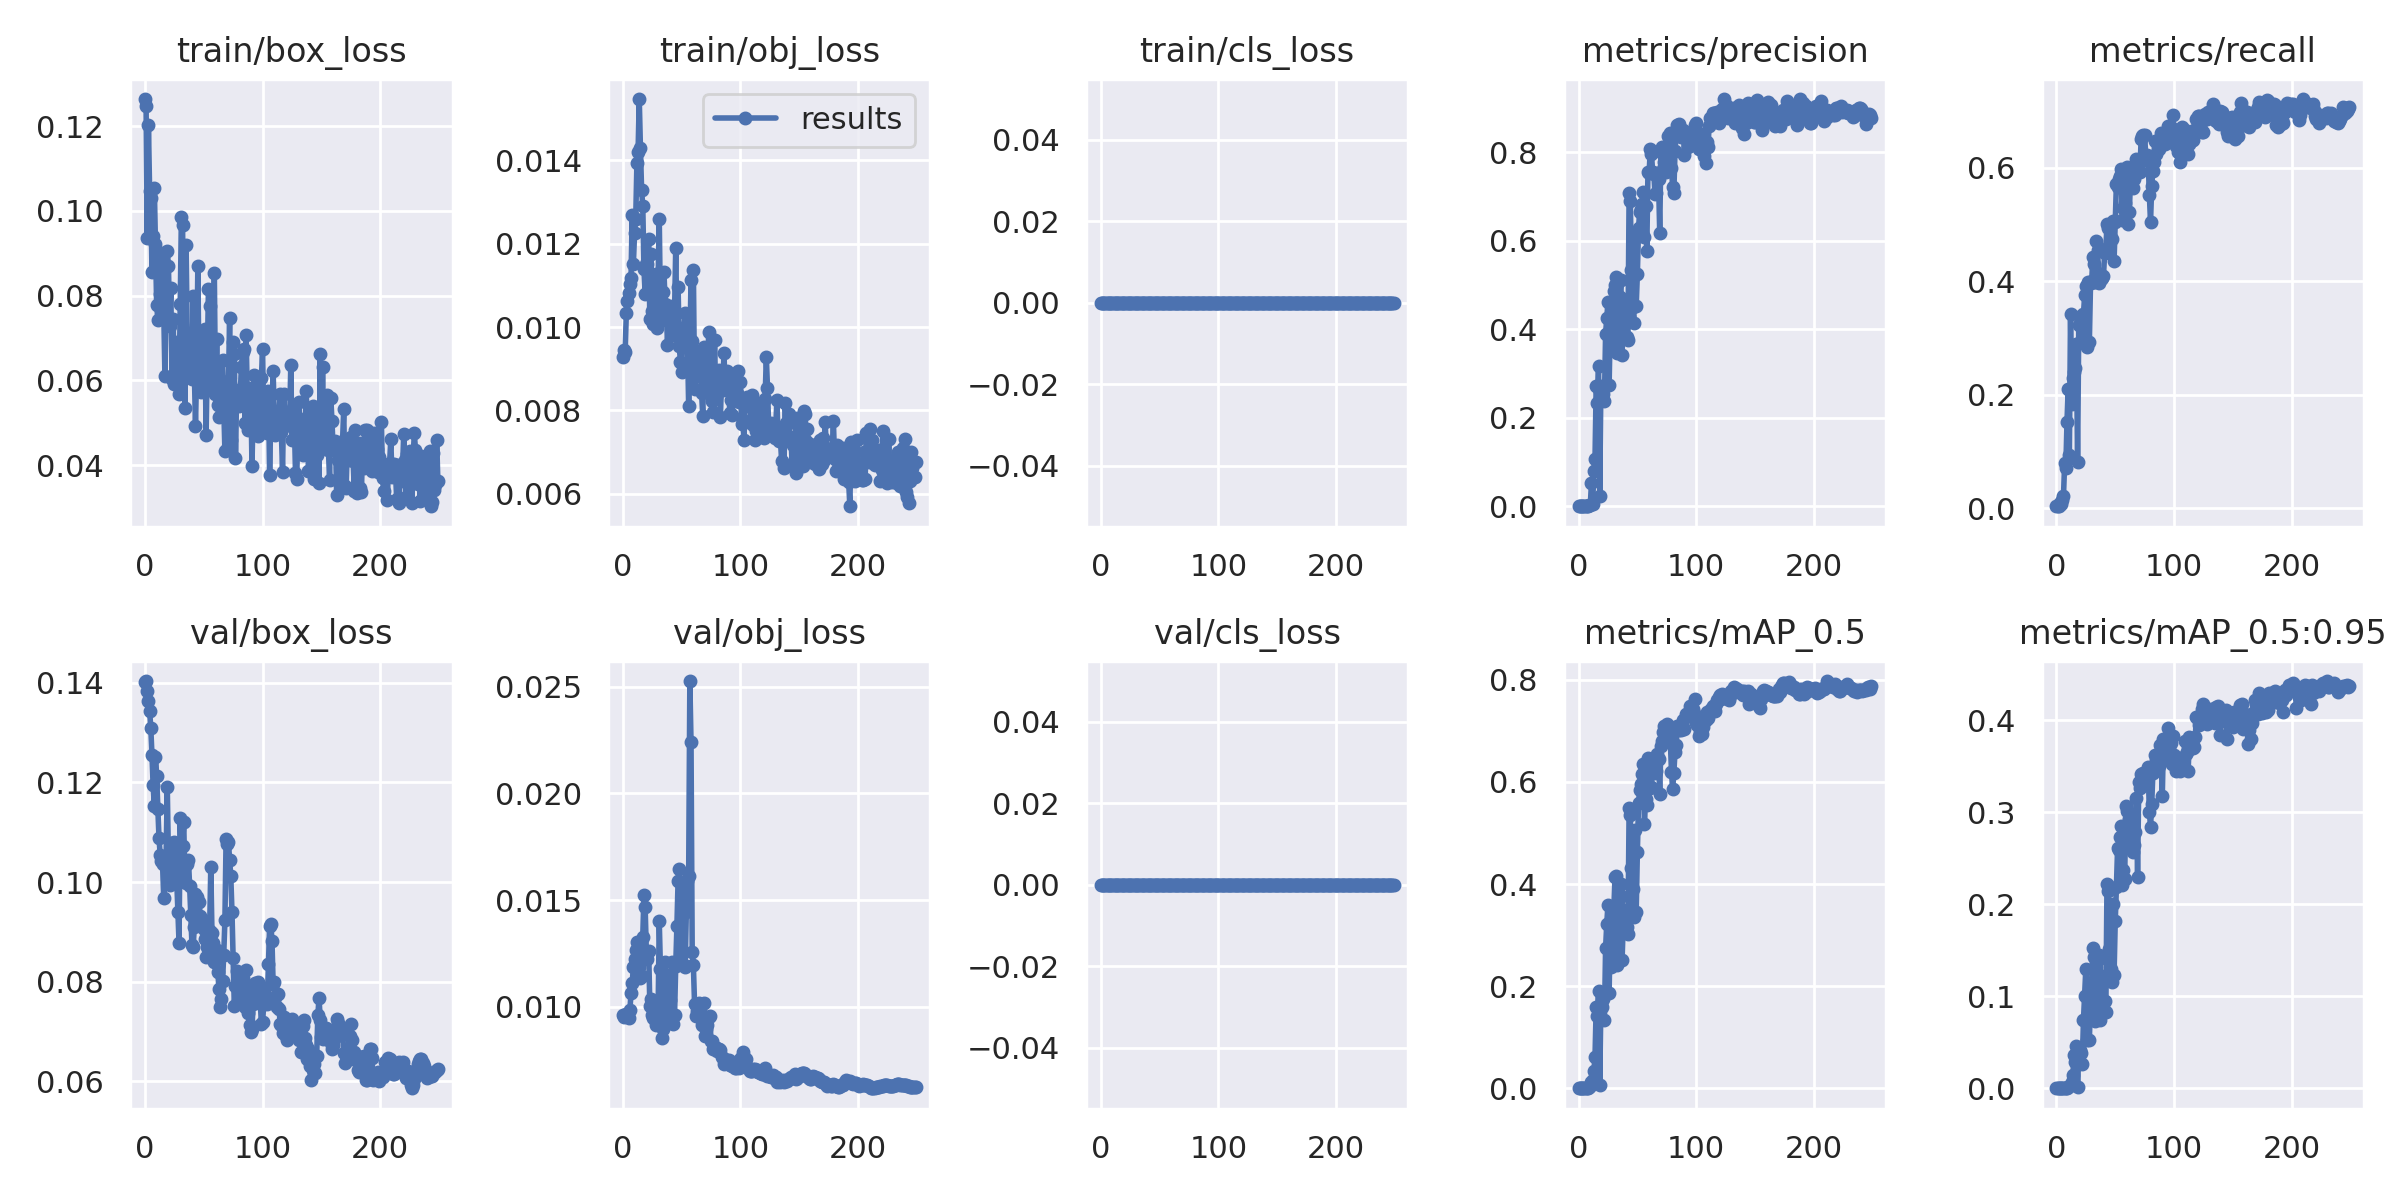 train/box_loss
0.12
0.10
0.08
0.06
0.04
0 100 200
train/obj_loss
results
0.014
0.012
0.010
0.008
0.006
0 100 200
train/cls_loss
0.04
0.02
0.00
−0.02
−0.04
0 100 200
metrics/precision
0.8
0.6
0.4
0.2
0.0
0 100 200
metrics/recall
0.6
0.4
0.2
0.0
0 100 200
val/box_loss
0.14
0.12
0.10
0.08
0.06
0 100 200
val/obj_loss
0.025
0.020
0.015
0.010
0 100 200
val/cls_loss
0.04
0.02
0.00
−0.02
−0.04
0 100 200
metrics/mAP_0.5
0.8
0.6
0.4
0.2
0.0
0 100 200
metrics/mAP_0.5:0.95
0.4
0.3
0.2
0.1
0.0
0 100 200